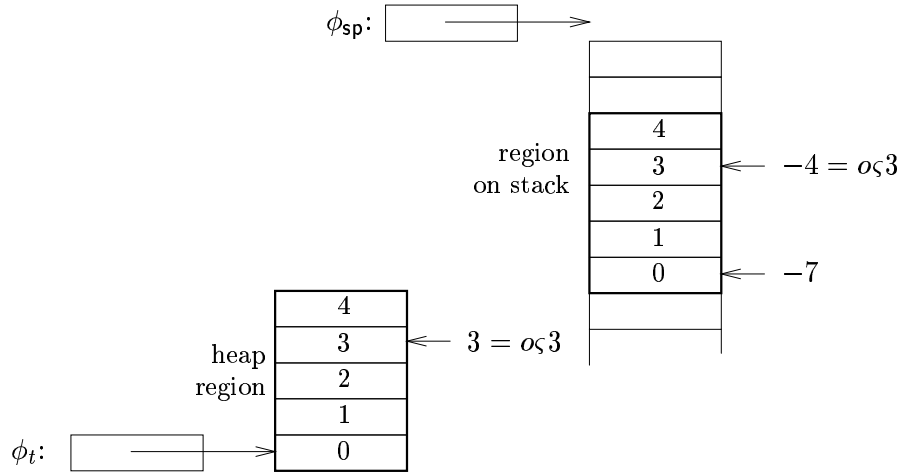 ϕsp:
4
region
3
−4 = oς3
on stack
2
1
0
−7
4
3
3 = oς3
heap
2
region
1
ϕt:
0